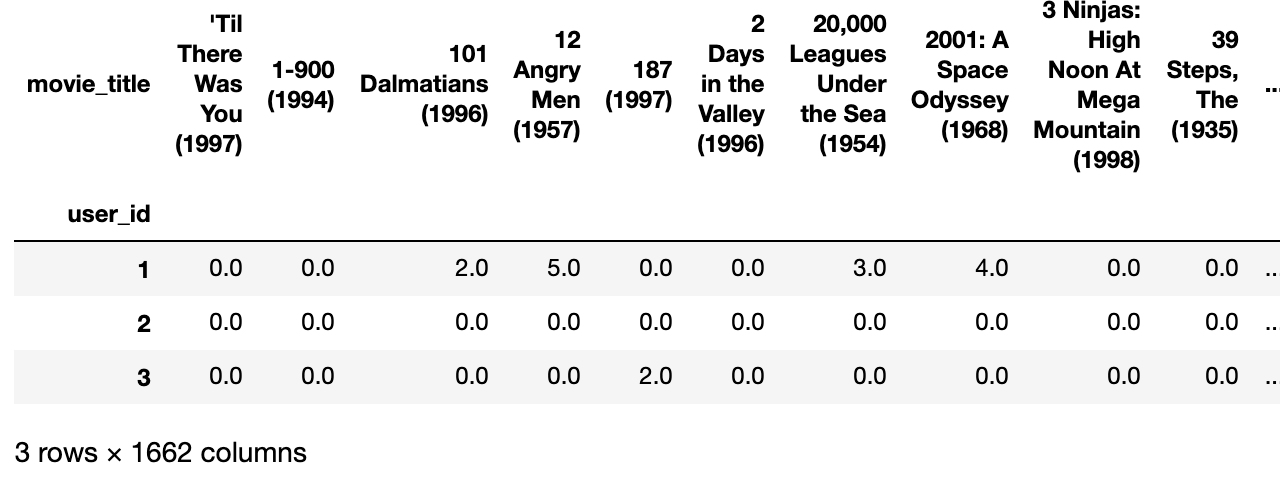 movie_title 'Til There Was You (1997) 1-900 (1994) 101 Dalmatians (1996) 12 Angry Men (1957) 187 (1997) 2 Days in the Valley (1996) 20,000 Leagues Under the Sea (1954) 2001: A Space Odyssey (1968) 3 Ninjas: High Noon At Mega Mountain (1998) 39 Steps, The (1935) ...
user_id
1 0.0 0.0 2.0 5.0 0.0 0.0 3.0 4.0 0.0 0.0 ...
2 0.0 0.0 0.0 0.0 0.0 0.0 0.0 0.0 0.0 0.0 ...
3 0.0 0.0 0.0 0.0 2.0 0.0 0.0 0.0 0.0 0.0 ...
3 rows × 1662 columns